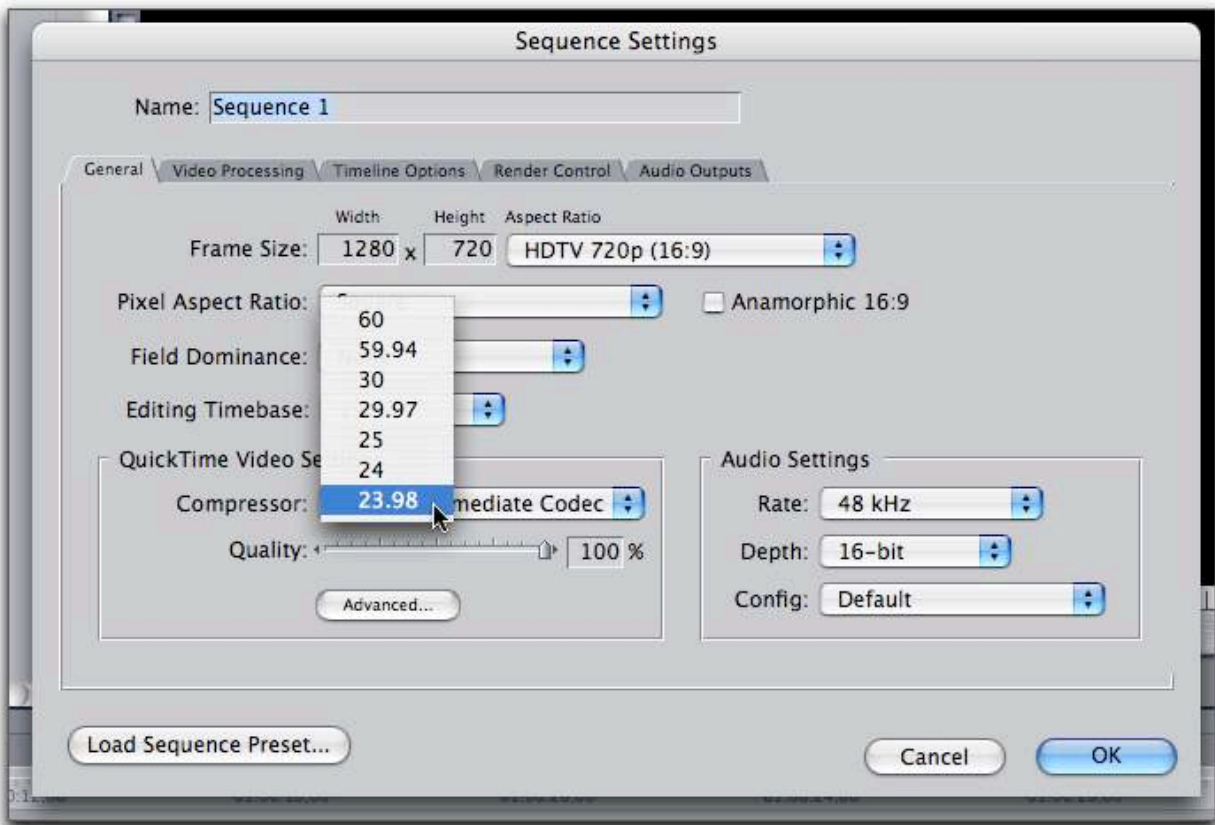 Sequence Settings
Name: Sequence 1
General Video Processing Timeline Options Render Control Audio Outputs
Width Height Aspect Ratio
Frame Size: 1280 x 720 HDTV 720p (16:9)
Pixel Aspect Ratio: Anamorphic 16:9
60
59.94
Field Dominance:
30
Editing Timebase: 29.97
25
QuickTime Video Audio Settings
24
Compressor: 23.98 mediate Codec Rate: 48 kHz
Quality: 100 % Depth: 16-bit
Advanced... Config: Default
Load Sequence Preset... Cancel OK